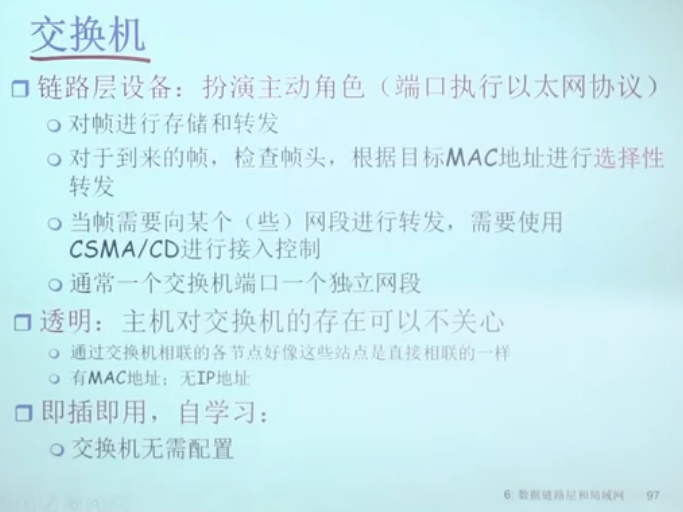 交换机
链路层设备：扮演主动角色（端口执行以太网协议）
对帧进行存储和转发
对于到来的帧，检查帧头，根据目标MAC地址进行选择性
转发
当帧需要向某个（些）网段进行转发，需要使用
CSMA/CD进行接入控制
通常一个交换机端口一个独立网段
透明：主机对交换机的存在可以不关心
通过交换机相联的各节点好像这些站点是直接相联的一样
有MAC地址；无IP地址
即插即用，自学习：
交换机无需配置
6: 数据链路层和局域网 97